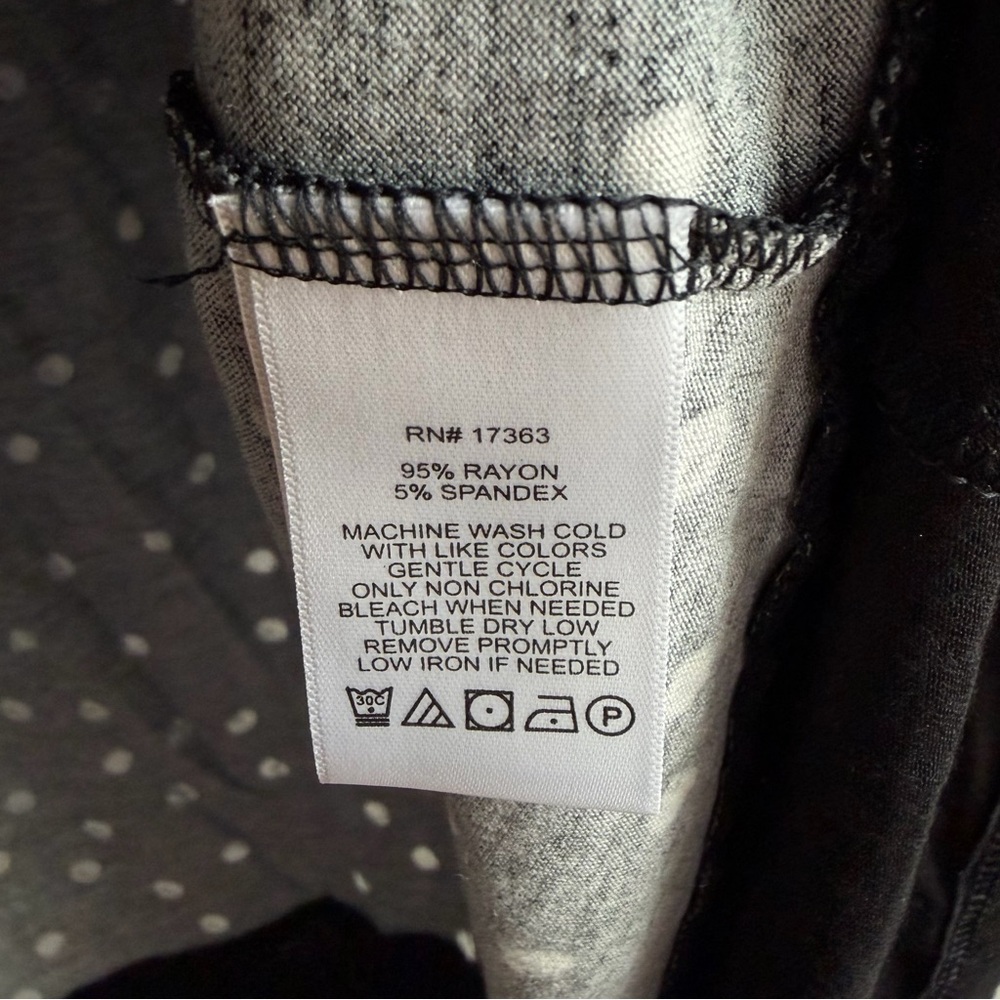 RN# 17363
95% RAYON
5% SPANDEX
MACHINE WASH COLD
WITH LIKE COLORS
GENTLE CYCLE
ONLY NON CHLORINE
BLEACH WHEN NEEDED
TUMBLE DRY LOW
REMOVE PROMPTLY
LOW IRON IF NEEDED
30C P